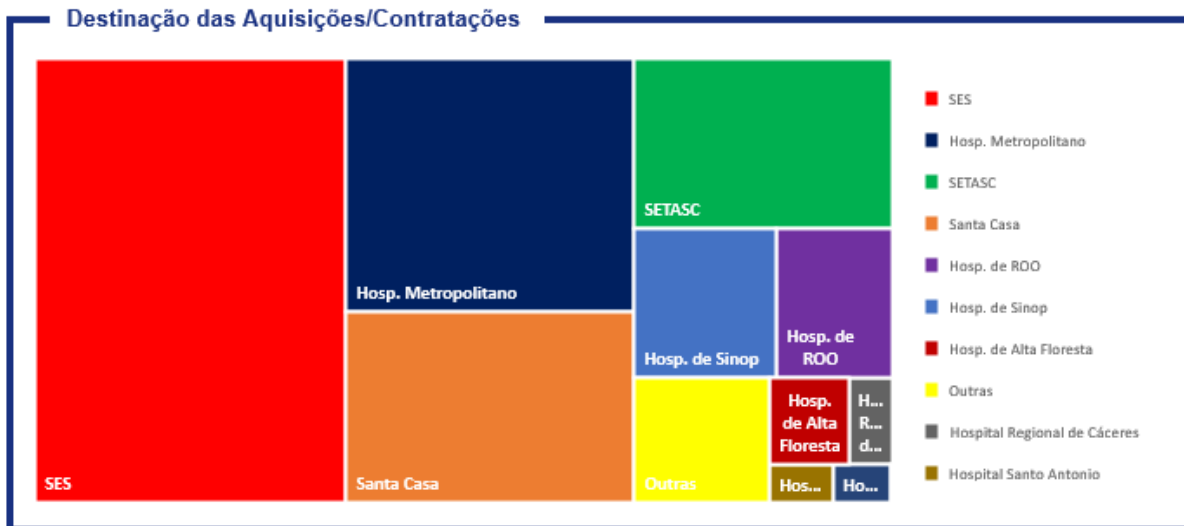 Destinação das Aquisições/Contratações
SES
Hosp. Metropolitano
Santa Casa
SETASC
Hosp. de Sinop
Hosp. de
ROO
Outras
Hosp.
de Alta
Floresta
H...
R...
d...
Hos...
Ho...
SES
Hosp. Metropolitano
SETASC
Santa Casa
Hosp. de ROO
Hosp. de Sinop
Hosp. de Alta Floresta
Outras
Hospital Regional de Cáceres
Hospital Santo Antonio